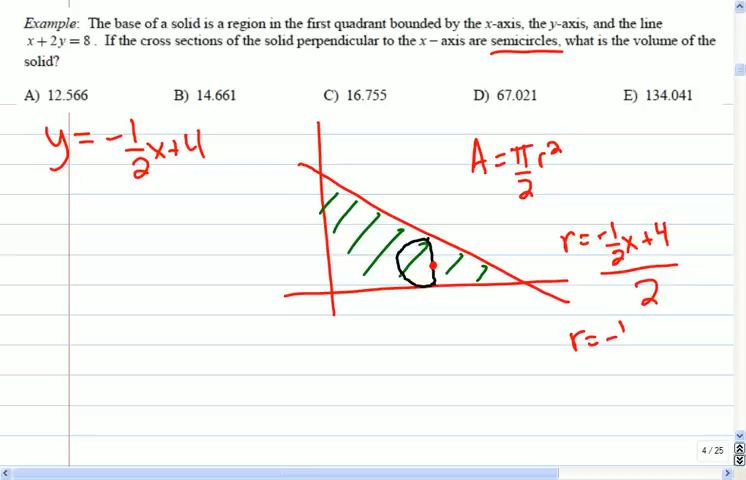 Example: The base of a solid is a region in the first quadrant bounded by the x-axis, the y-axis, and the line
x + 2y = 8. If the cross sections of the solid perpendicular to the x − axis are semicircles, what is the volume of the
solid?
A) 12.566 B) 14.661 C) 16.755 D) 67.021 E) 134.041
y = -1/2 x + 4
A = π/2 r²
r = (-1/2 x + 4)/2
r = -1
4 / 25